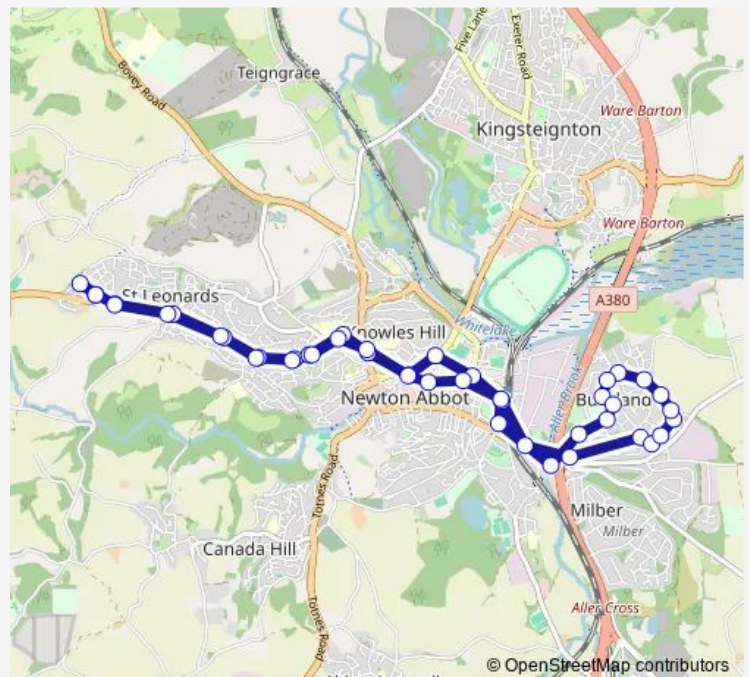 Five Lane
Exeter Road
Teigngrace
Bovey Road
Ware Barton
Kingsteignton
Ware Barton
St Leonards
A380
Whitelake
Knowles Hill
Aller Brook
Newton Abbot
Totnes Road
Milber
Milber
Canada Hill
Aller Cross
Totnes Road
© OpenStreetMap contributors